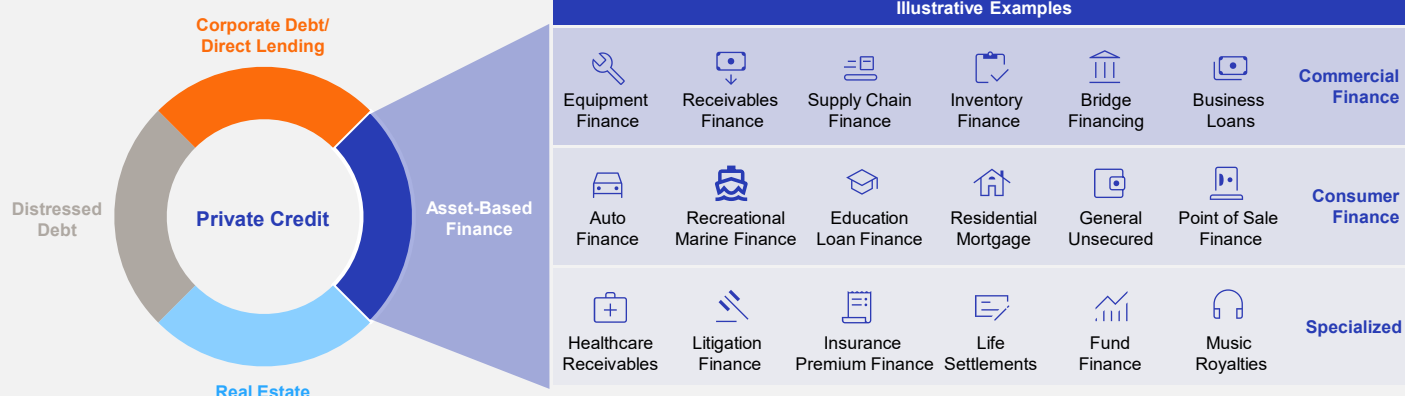 Illustrative Examples
Corporate Debt/
Direct Lending
Distressed
Debt
Private Credit
Asset-Based
Finance
Real Estate
Equipment
Finance
Receivables
Finance
Supply Chain
Finance
Inventory
Finance
Bridge
Financing
Business
Loans
Commercial
Finance
Auto
Finance
Recreational
Marine Finance
Education
Loan Finance
Residential
Mortgage
General
Unsecured
Point of Sale
Finance
Consumer
Finance
Healthcare
Receivables
Litigation
Finance
Insurance
Premium Finance
Life
Settlements
Fund
Finance
Music
Royalties
Specialized